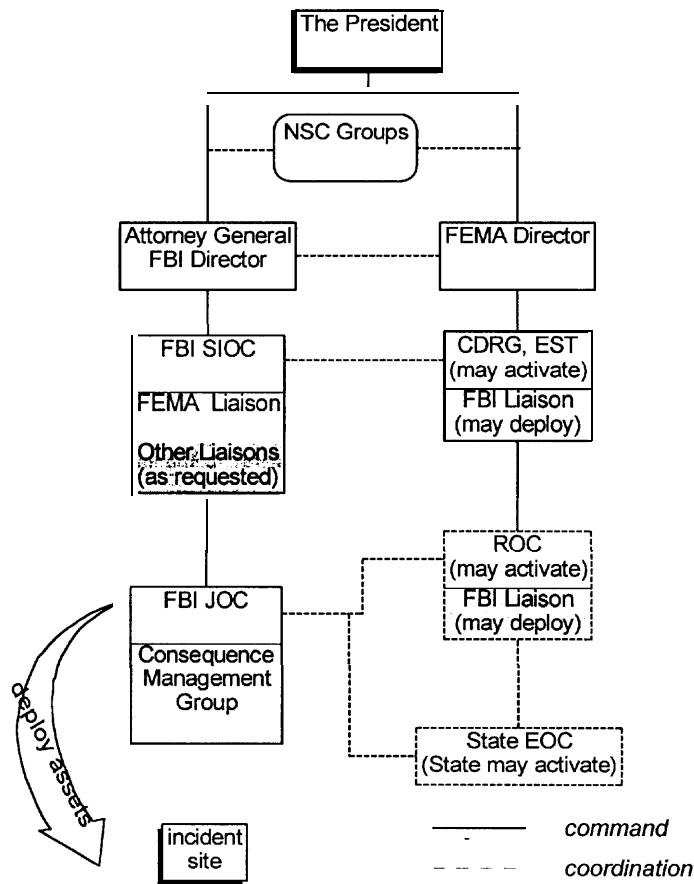 The President
NSC Groups
Attorney General
FBI Director
FEMA Director
FBI SIOC
FEMA Liaison
Other Liaisons
(as requested)
CDRG, EST
(may activate)
FBI Liaison
(may deploy)
ROC
(may activate)
FBI Liaison
(may deploy)
FBI JOC
Consequence
Management
Group
State EOC
(State may activate)
deploy assets
incident
site
command
coordination